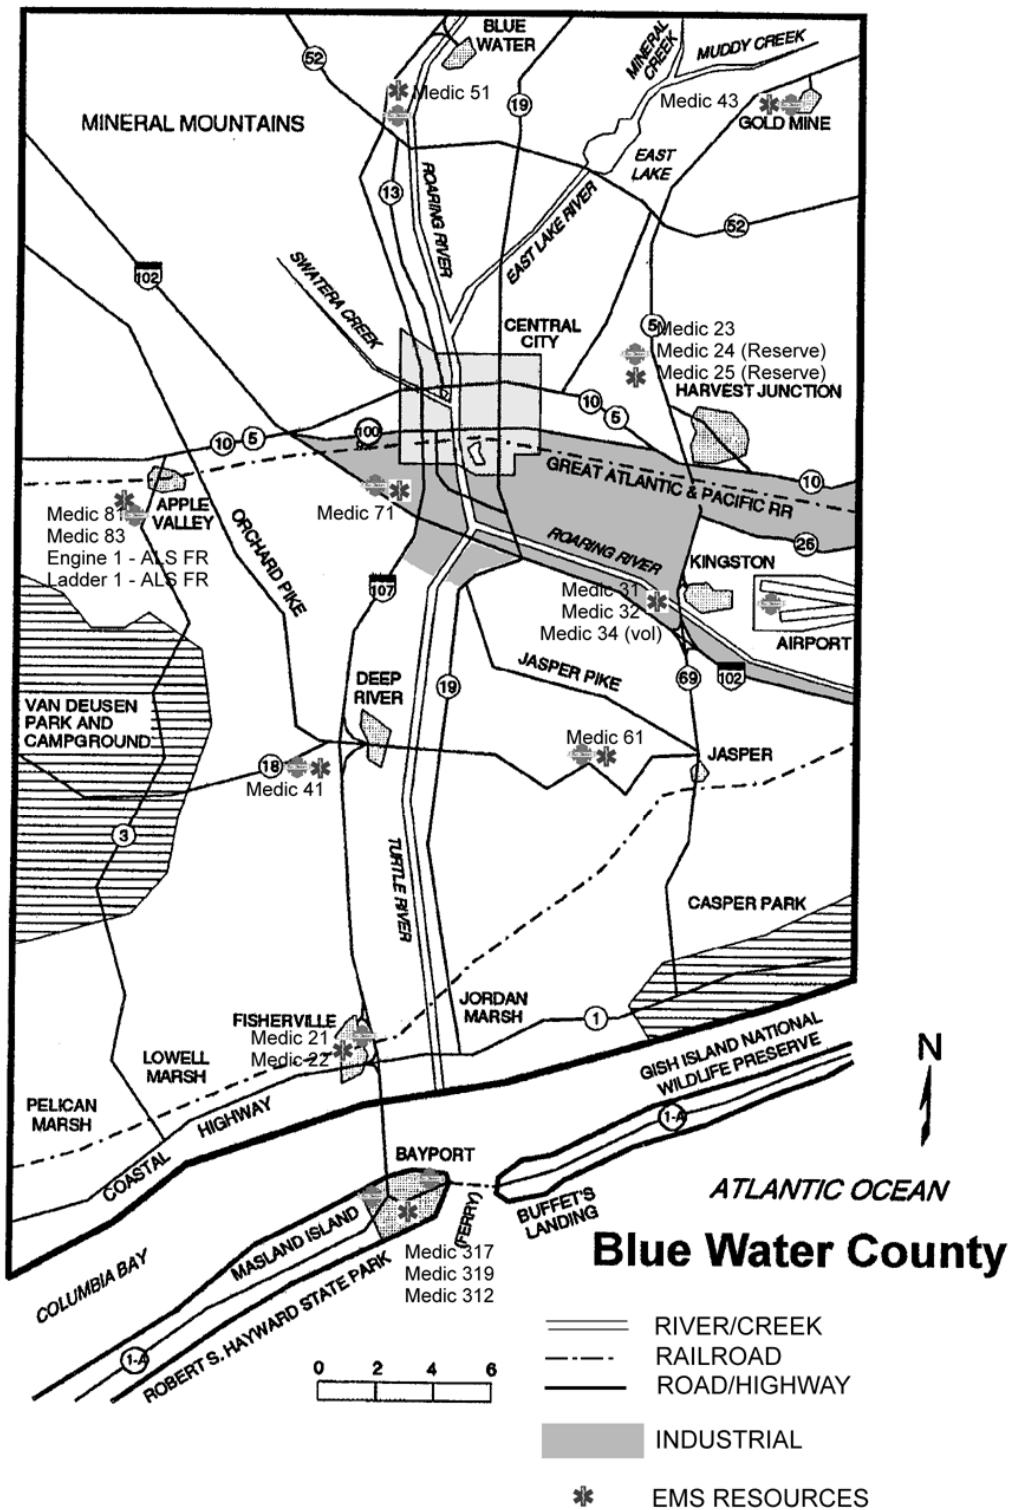 BLUE
WATER
52
Medic 51
19
MINERAL
CREEK
MUDDY CREEK
Medic 43
GOLD MINE
MINERAL MOUNTAINS
EAST
LAKE
13
ROARING RIVER
EAST LAKE RIVER
52
102
SWATERA CREEK
CENTRAL
CITY
5
Medic 23
Medic 24 (Reserve)
Medic 25 (Reserve)
HARVEST JUNCTION
10
5
10
5
100
GREAT ATLANTIC & PACIFIC RR
10
APPLE
VALLEY
Medic 81
Medic 83
Engine 1 - ALS FR
Ladder 1 - ALS FR
Medic 71
ORCHARD PIKE
26
ROARING RIVER
KINGSTON
107
Medic 31
Medic 32
Medic 34 (vol)
AIRPORT
JASPER PIKE
69
102
DEEP
RIVER
19
VAN DEUSEN
PARK AND
CAMPGROUND
Medic 61
JASPER
18
Medic 41
3
TURTLE RIVER
CASPER PARK
JORDAN
MARSH
1
FISHERVILLE
Medic 21
Medic 22
LOWELL
MARSH
PELICAN
MARSH
COASTAL
HIGHWAY
GISH ISLAND NATIONAL
WILDLIFE PRESERVE
N
1-A
BAYPORT
(FERRY)
BUFFET'S
LANDING
ATLANTIC OCEAN
MASLAND ISLAND
COLUMBIA BAY
Medic 317
Medic 319
Medic 312
Blue Water County
ROBERT S. HAYWARD STATE PARK
1-A
0 2 4 6
RIVER/CREEK
RAILROAD
ROAD/HIGHWAY
INDUSTRIAL
EMS RESOURCES